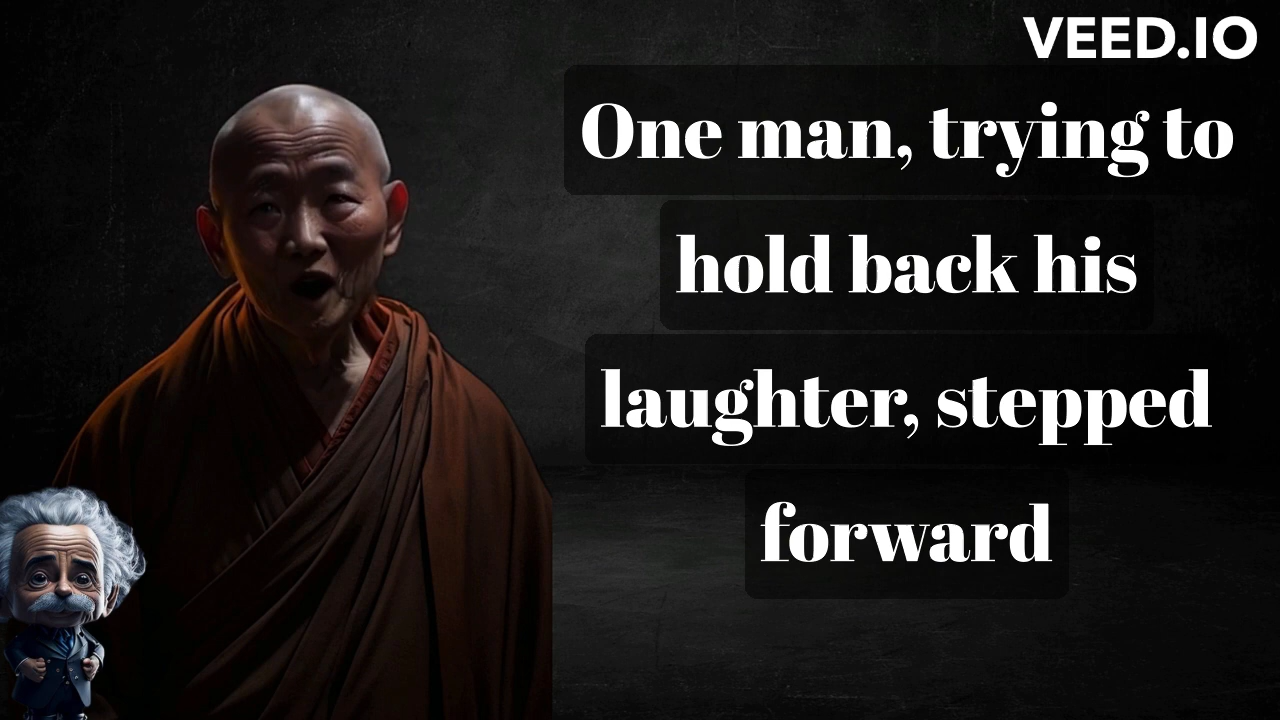 VEED.IO
One man, trying to
hold back his
laughter, stepped
forward